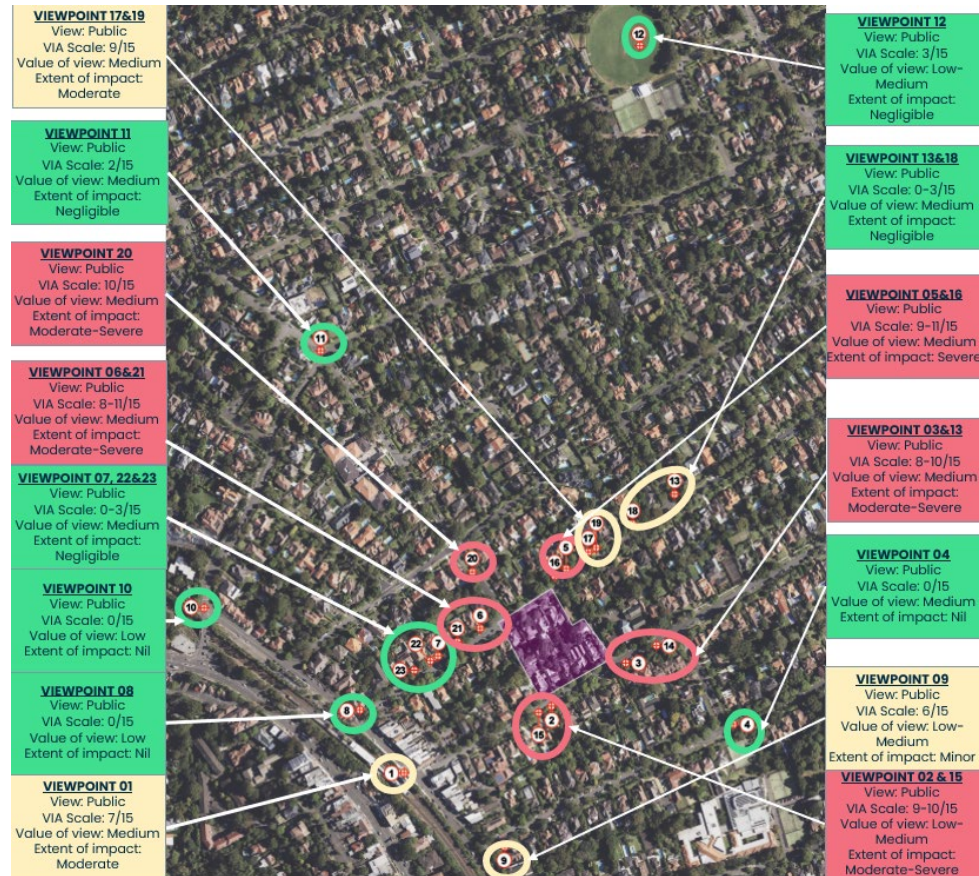 VIEWPOINT 17&19
View: Public
VIA Scale: 9/15
Value of view: Medium
Extent of impact:
Moderate
VIEWPOINT 11
View: Public
VIA Scale: 2/15
Value of view: Medium
Extent of impact:
Negligible
VIEWPOINT 20
View: Public
VIA Scale: 10/15
Value of view: Medium
Extent of impact:
Moderate-Severe
VIEWPOINT 06&21
View: Public
VIA Scale: 8-11/15
Value of view: Medium
Extent of impact:
Moderate-Severe
VIEWPOINT 07, 22&23
View: Public
VIA Scale: 0-3/15
Value of view: Medium
Extent of impact:
Negligible
VIEWPOINT 10
View: Public
VIA Scale: 0/15
Value of view: Low
Extent of impact: Nil
VIEWPOINT 08
View: Public
VIA Scale: 0/15
Value of view: Low
Extent of impact: Nil
VIEWPOINT 01
View: Public
VIA Scale: 7/15
Value of view: Medium
Extent of impact:
Moderate
12
11
13
18
19
17
5
16
20
6
21
22
7
23
10
14
3
8
2
15
4
1
9
VIEWPOINT 12
View: Public
VIA Scale: 3/15
Value of view: Low-
Medium
Extent of impact:
Negligible
VIEWPOINT 13&18
View: Public
VIA Scale: 0-3/15
Value of view: Medium
Extent of impact:
Negligible
VIEWPOINT 05&16
View: Public
VIA Scale: 9-11/15
Value of view: Medium
Extent of impact: Severe
VIEWPOINT 03&13
View: Public
VIA Scale: 8-10/15
Value of view: Medium
Extent of impact:
Moderate-Severe
VIEWPOINT 04
View: Public
VIA Scale: 0/15
Value of view: Medium
Extent of impact: Nil
VIEWPOINT 09
View: Public
VIA Scale: 6/15
Value of view: Low-
Medium
Extent of impact: Minor
VIEWPOINT 02 & 15
View: Public
VIA Scale: 9-10/15
Value of view: Low-
Medium
Extent of impact:
Moderate-Severe